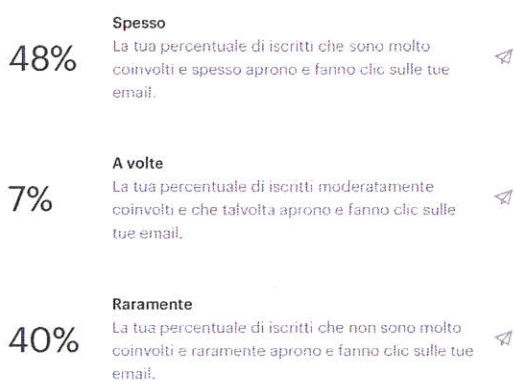 Spesso
48%
La tua percentuale di iscritti che sono molto
coinvolti e spesso aprono e fanno clic sulle tue
email.
A volte
7%
La tua percentuale di iscritti moderatamente
coinvolti e che talvolta aprono e fanno clic sulle
tue email.
Raramente
40%
La tua percentuale di iscritti che non sono molto
coinvolti e raramente aprono e fanno clic sulle tue
email.